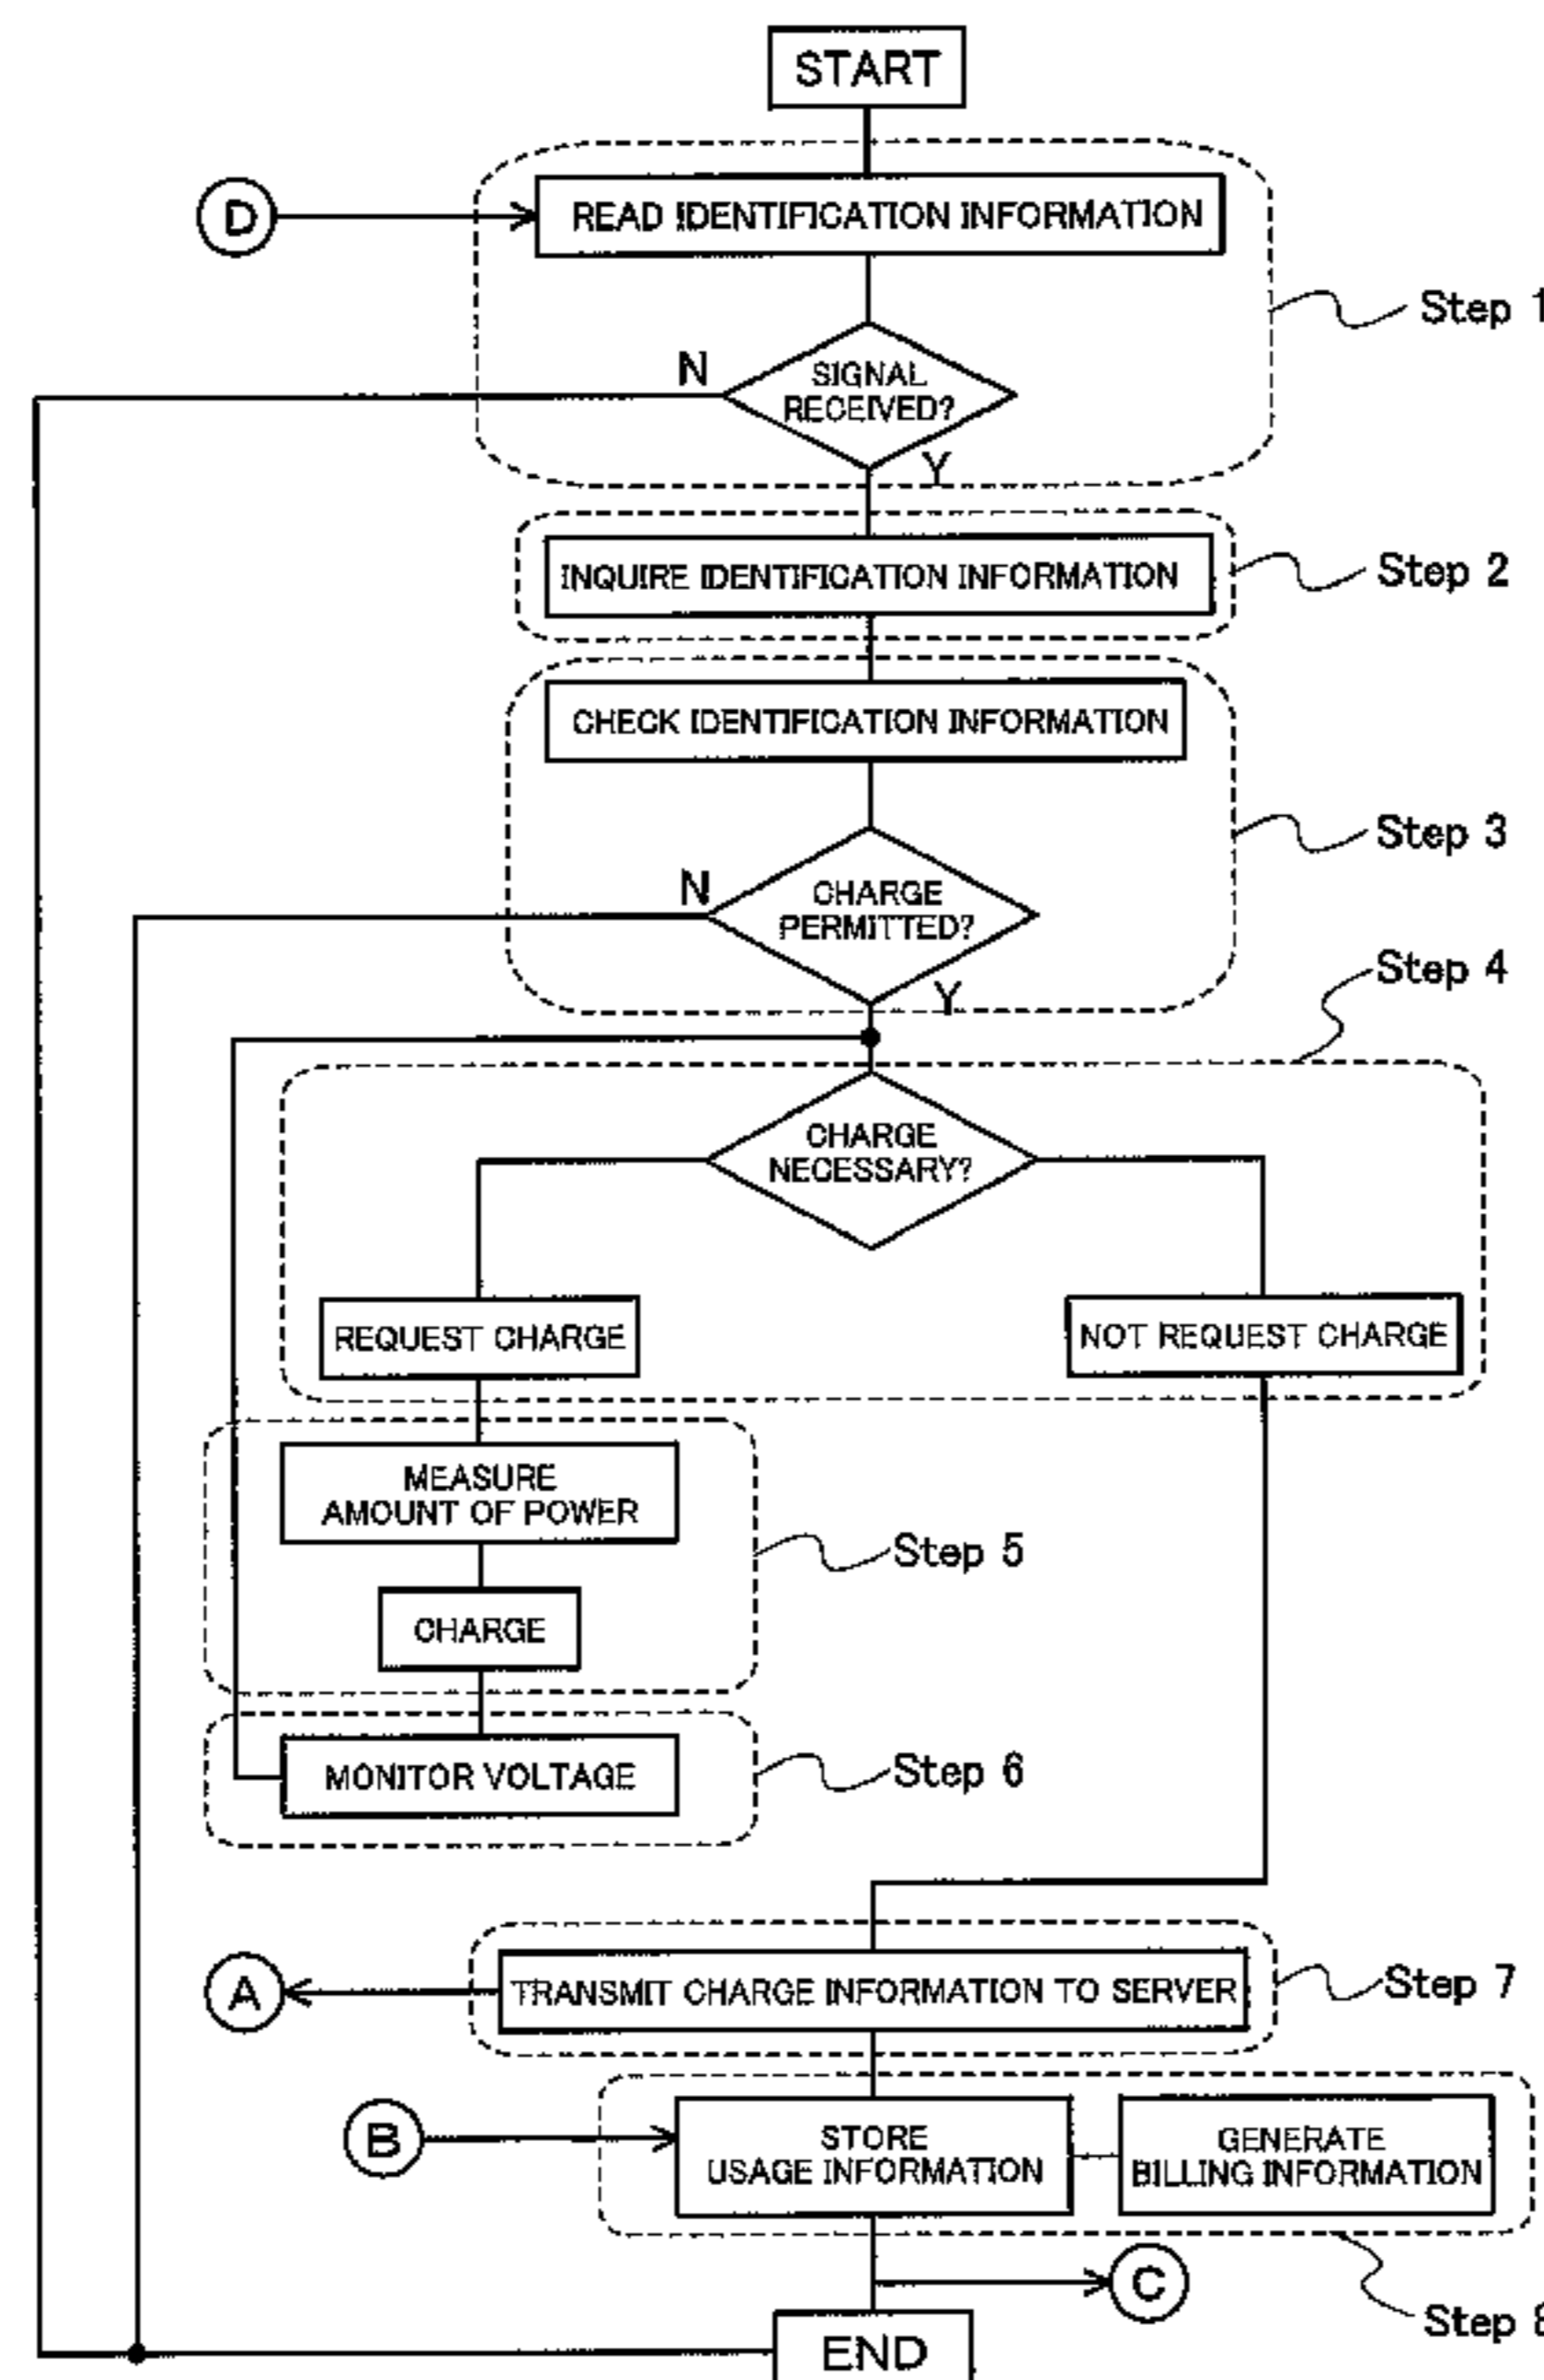 START
D
READ IDENTIFICATION INFORMATION
Step 1
N
SIGNAL
RECEIVED?
Y
INQUIRE IDENTIFICATION INFORMATION
Step 2
CHECK IDENTIFICATION INFORMATION
Step 3
N
CHARGE
PERMITTED?
Y
Step 4
CHARGE
NECESSARY?
REQUEST CHARGE
NOT REQUEST CHARGE
MEASURE
AMOUNT OF POWER
Step 5
CHARGE
MONITOR VOLTAGE
Step 6
A
TRANSMIT CHARGE INFORMATION TO SERVER
Step 7
B
STORE
USAGE INFORMATION
GENERATE
BILLING INFORMATION
C
Step 8
END